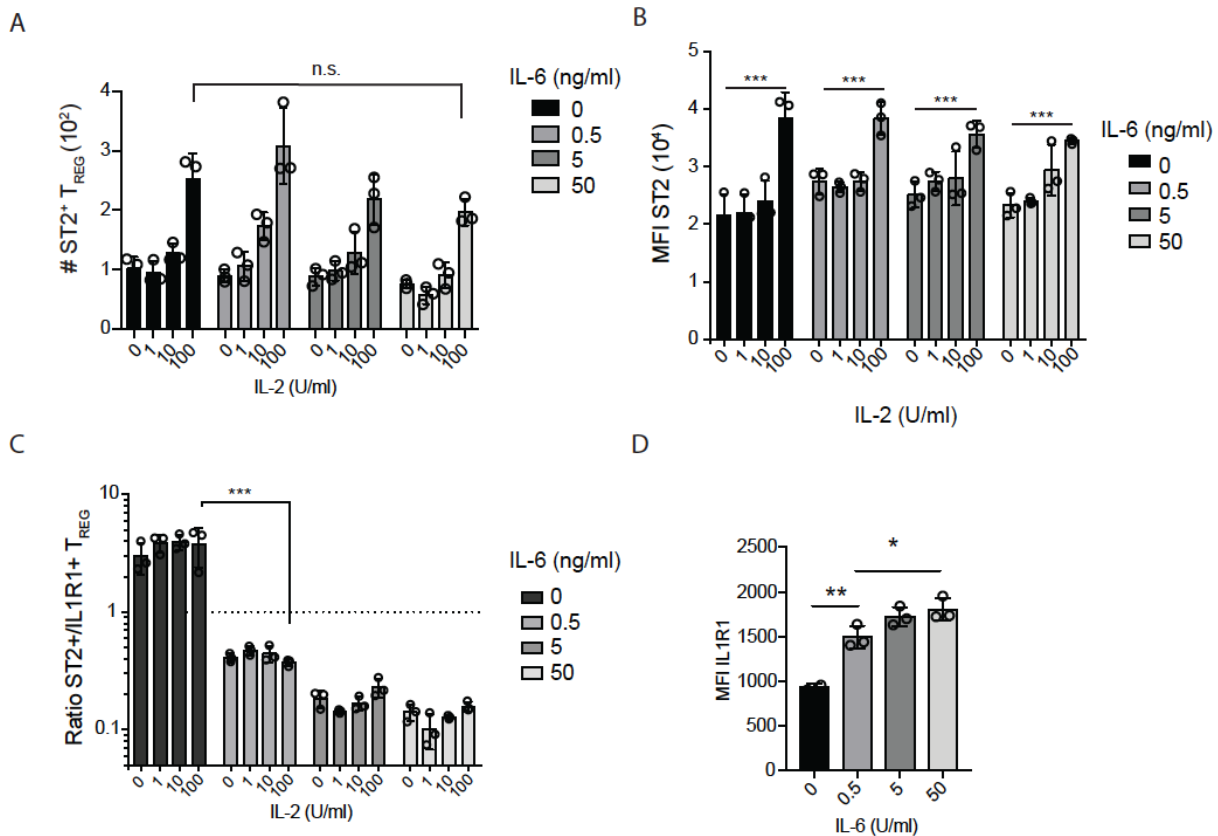 A
n.s.
# ST2+ TREG (102)
4
3
2
1
0
0 1 10 100 0 1 10 100 0 1 10 100 0 1 10 100
IL-2 (U/ml)
IL-6 (ng/ml)
0
0.5
5
50
B
*** *** *** ***
MFI ST2 (104)
5
4
3
2
1
0
0 1 10 100 0 1 10 100 0 1 10 100 0 1 10 100
IL-2 (U/ml)
IL-6 (ng/ml)
0
0.5
5
50
C
***
Ratio ST2+/IL1R1+ TREG
10
1
0.1
0 1 10 100 0 1 10 100 0 1 10 100 0 1 10 100
IL-2 (U/ml)
IL-6 (ng/ml)
0
0.5
5
50
D
** *
MFI IL1R1
2500
2000
1500
1000
500
0
0 0.5 5 50
IL-6 (U/ml)